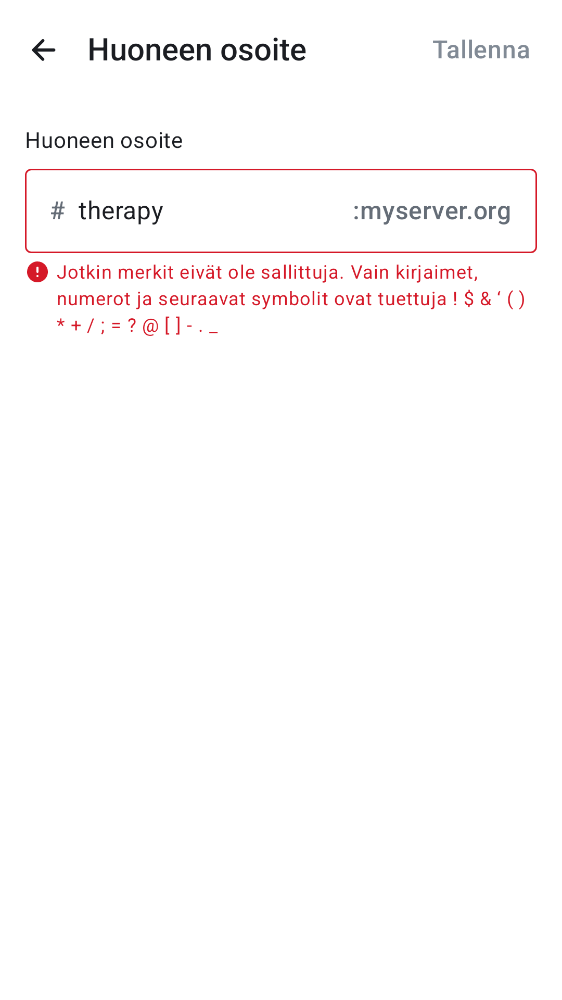 Huoneen osoite
Tallenna
Huoneen osoite
# therapy :myserver.org
Jotkin merkit eivät ole sallittuja. Vain kirjaimet,
numerot ja seuraavat symbolit ovat tuettuja ! $ & ‘ ( )
* + / ; = ? @ [ ] - . _